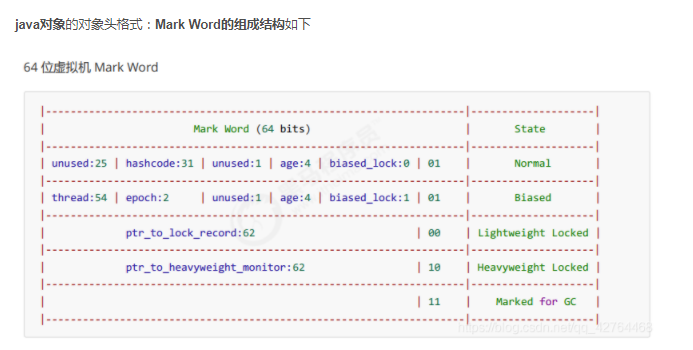 java对象的对象头格式：Mark Word的组成结构如下
64 位虚拟机 Mark Word
|--------------------------------------------------------------|--------------------|
| Mark Word (64 bits) | State |
|--------------------------------------------------------------|--------------------|
| unused:25 | hashcode:31 | unused:1 | age:4 | biased_lock:0 | 01 | Normal |
|--------------------------------------------------------------|--------------------|
| thread:54 | epoch:2 | unused:1 | age:4 | biased_lock:1 | 01 | Biased |
|--------------------------------------------------------------|--------------------|
| ptr_to_lock_record:62 | 00 | Lightweight Locked |
|--------------------------------------------------------------|--------------------|
| ptr_to_heavyweight_monitor:62 | 10 | Heavyweight Locked |
|--------------------------------------------------------------|--------------------|
| | 11 | Marked for GC |
|--------------------------------------------------------------|--------------------|
https://blog.csdn.net/qq_42764468